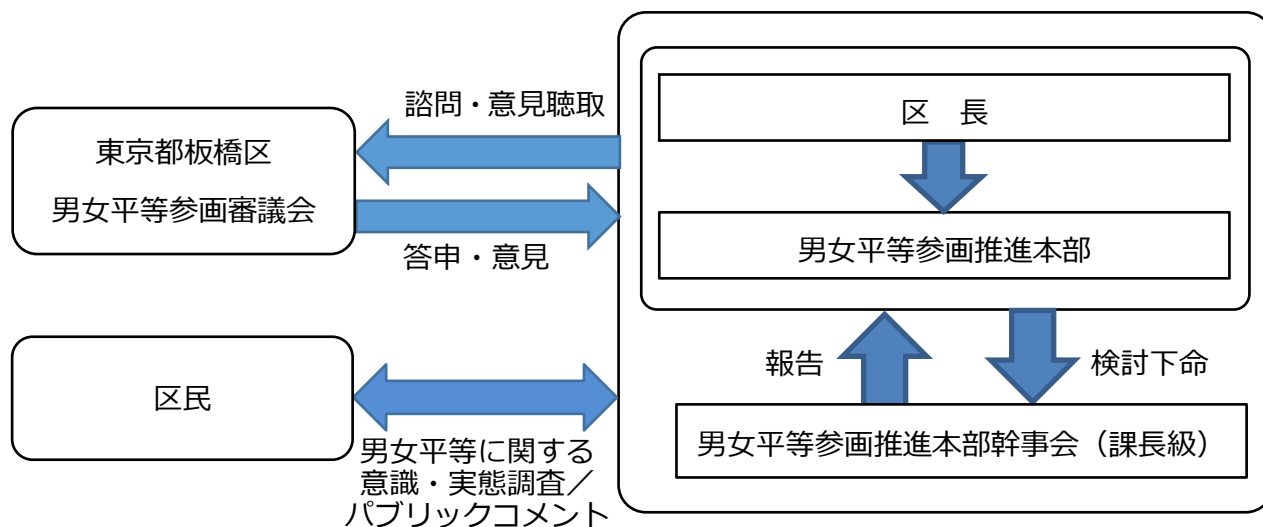 諮問・意見聴取
東京都板橋区
男女平等参画審議会
答申・意見
区　長
男女平等参画推進本部
報告
検討下命
男女平等参画推進本部幹事会（課長級）
区民
男女平等に関する
意識・実態調査／
パブリックコメント